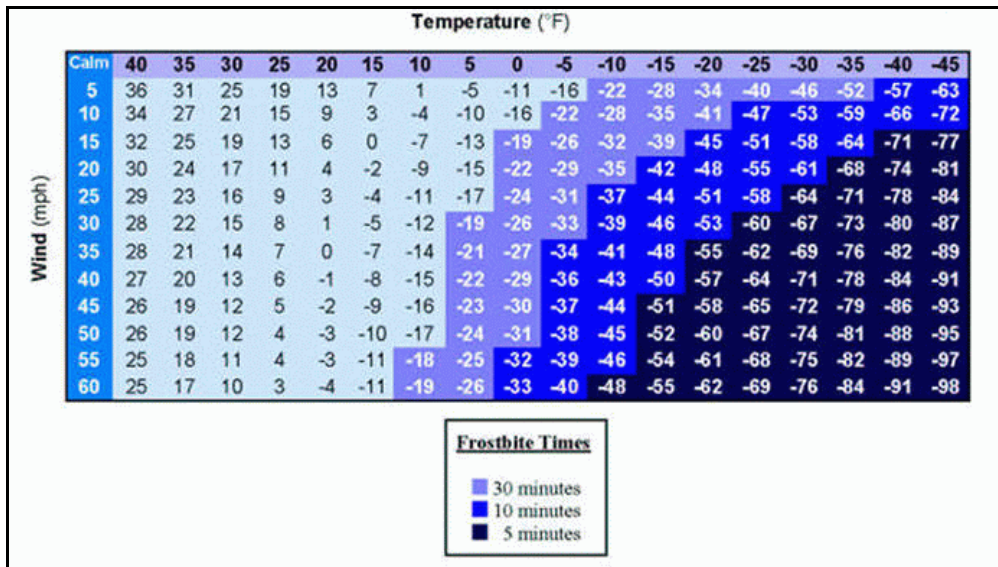 Temperature (°F)
Calm 40 35 30 25 20 15 10 5 0 -5 -10 -15 -20 -25 -30 -35 -40 -45
5 36 31 25 19 13 7 1 -5 -11 -16 -22 -28 -34 -40 -46 -52 -57 -63
10 34 27 21 15 9 3 -4 -10 -16 -22 -28 -35 -41 -47 -53 -59 -66 -72
15 32 25 19 13 6 0 -7 -13 -19 -26 -32 -39 -45 -51 -58 -64 -71 -77
20 30 24 17 11 4 -2 -9 -15 -22 -29 -35 -42 -48 -55 -61 -68 -74 -81
25 29 23 16 9 3 -4 -11 -17 -24 -31 -37 -44 -51 -58 -64 -71 -78 -84
30 28 22 15 8 1 -5 -12 -19 -26 -33 -39 -46 -53 -60 -67 -73 -80 -87
35 28 21 14 7 0 -7 -14 -21 -27 -34 -41 -48 -55 -62 -69 -76 -82 -89
40 27 20 13 6 -1 -8 -15 -22 -29 -36 -43 -50 -57 -64 -71 -78 -84 -91
45 26 19 12 5 -2 -9 -16 -23 -30 -37 -44 -51 -58 -65 -72 -79 -86 -93
50 26 19 12 4 -3 -10 -17 -24 -31 -38 -45 -52 -60 -67 -74 -81 -88 -95
55 25 18 11 4 -3 -11 -18 -25 -32 -39 -46 -54 -61 -68 -75 -82 -89 -97
60 25 17 10 3 -4 -11 -19 -26 -33 -40 -48 -55 -62 -69 -76 -84 -91 -98
Wind (mph)
Frostbite Times
30 minutes
10 minutes
5 minutes